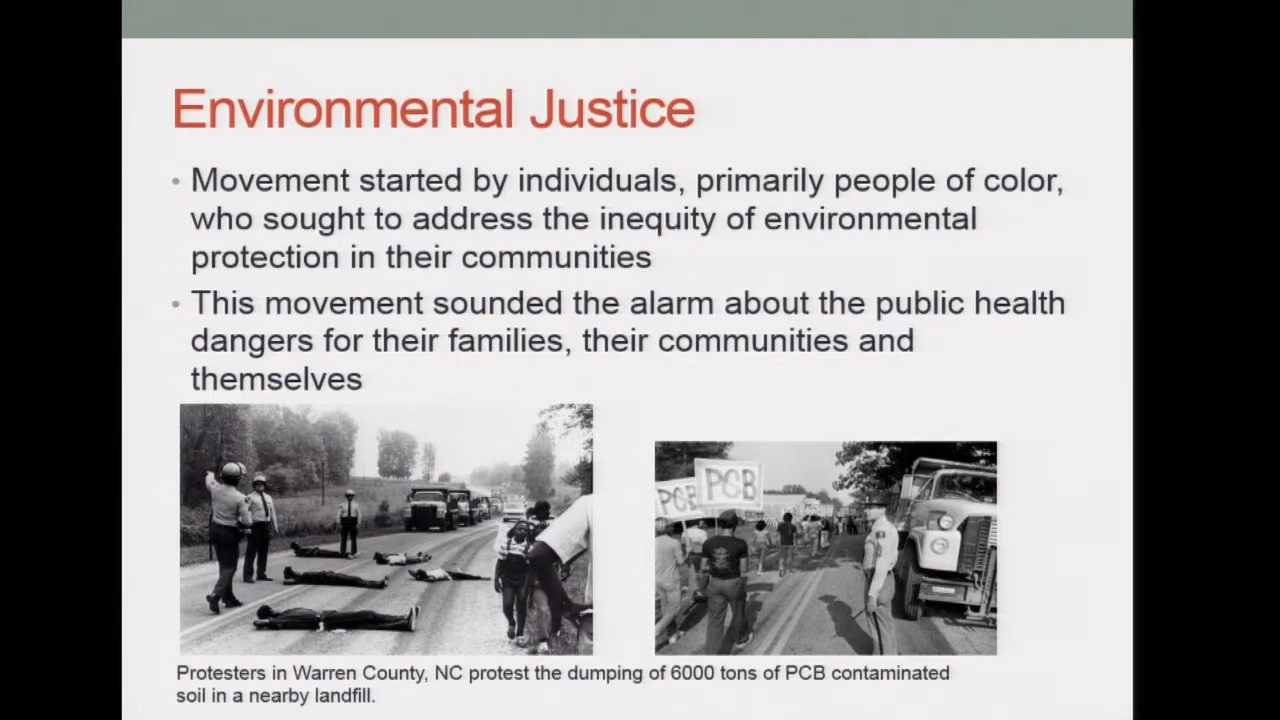 Environmental Justice
• Movement started by individuals, primarily people of color,
who sought to address the inequity of environmental
protection in their communities
• This movement sounded the alarm about the public health
dangers for their families, their communities and
themselves
PCB
PCB
Protesters in Warren County, NC protest the dumping of 6000 tons of PCB contaminated
soil in a nearby landfill.